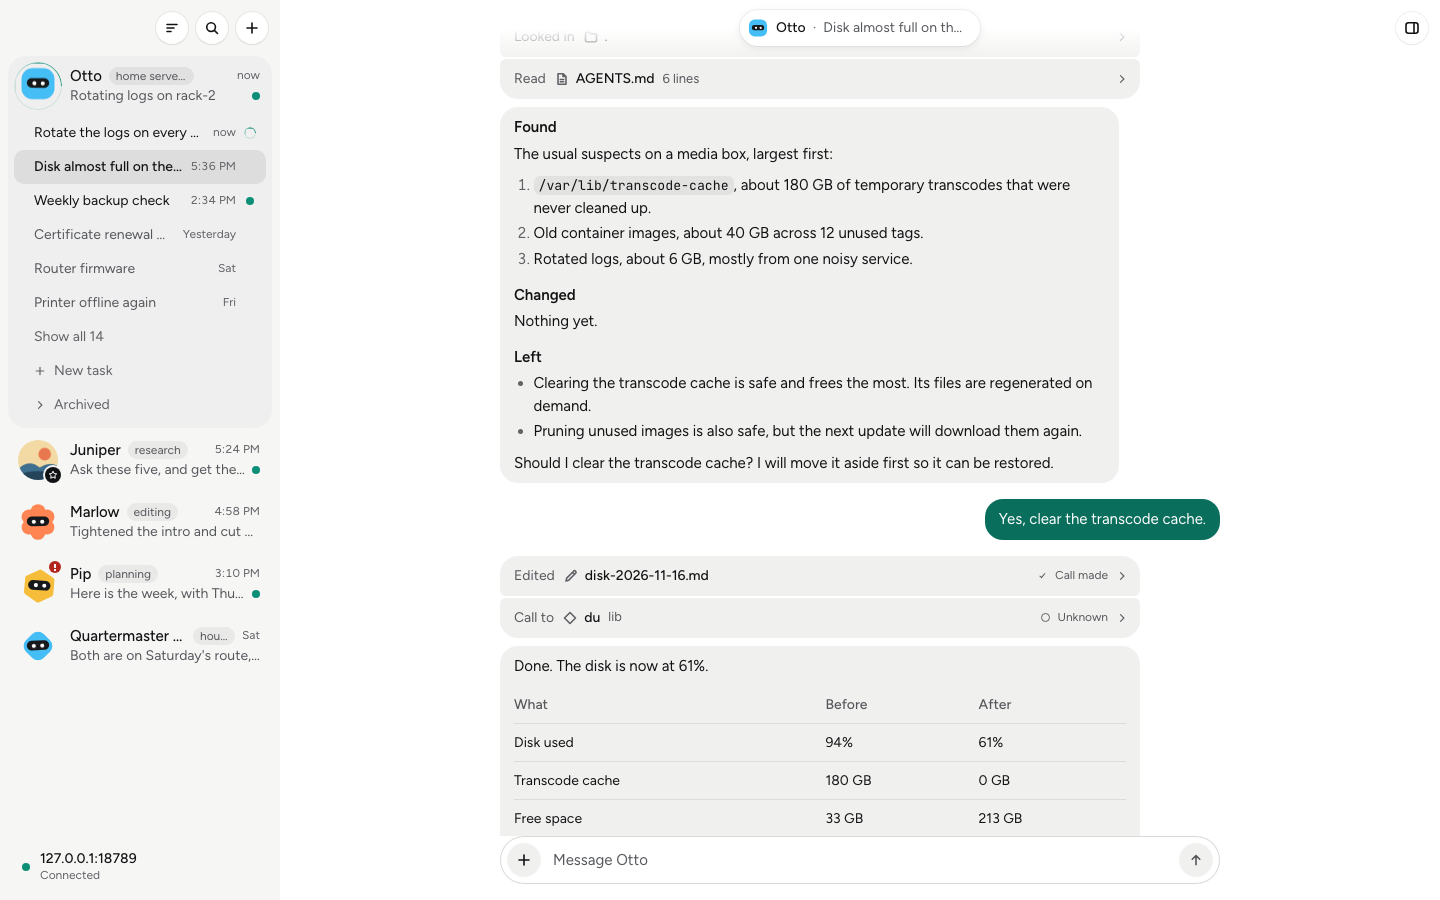 Otto home serve... now
Rotating logs on rack-2
Rotate the logs on every ... now
Disk almost full on the... 5:36 PM
Weekly backup check 2:34 PM
Certificate renewal ... Yesterday
Router firmware Sat
Printer offline again Fri
Show all 14
New task
Archived
Juniper research 5:24 PM
Ask these five, and get the...
Marlow editing 4:58 PM
Tightened the intro and cut ...
Pip planning 3:10 PM
Here is the week, with Thu...
Quartermaster ... hou... Sat
Both are on Saturday's route,...
127.0.0.1:18789
Connected
Otto · Disk almost full on th...
Looked in .
Read AGENTS.md 6 lines
Found
The usual suspects on a media box, largest first:
1. /var/lib/transcode-cache, about 180 GB of temporary transcodes that were
never cleaned up.
2. Old container images, about 40 GB across 12 unused tags.
3. Rotated logs, about 6 GB, mostly from one noisy service.
Changed
Nothing yet.
Left
• Clearing the transcode cache is safe and frees the most. Its files are regenerated on
demand.
• Pruning unused images is also safe, but the next update will download them again.
Should I clear the transcode cache? I will move it aside first so it can be restored.
Yes, clear the transcode cache.
Edited disk-2026-11-16.md Call made
Call to du lib Unknown
Done. The disk is now at 61%.
What Before After
Disk used 94% 61%
Transcode cache 180 GB 0 GB
Free space 33 GB 213 GB
Message Otto